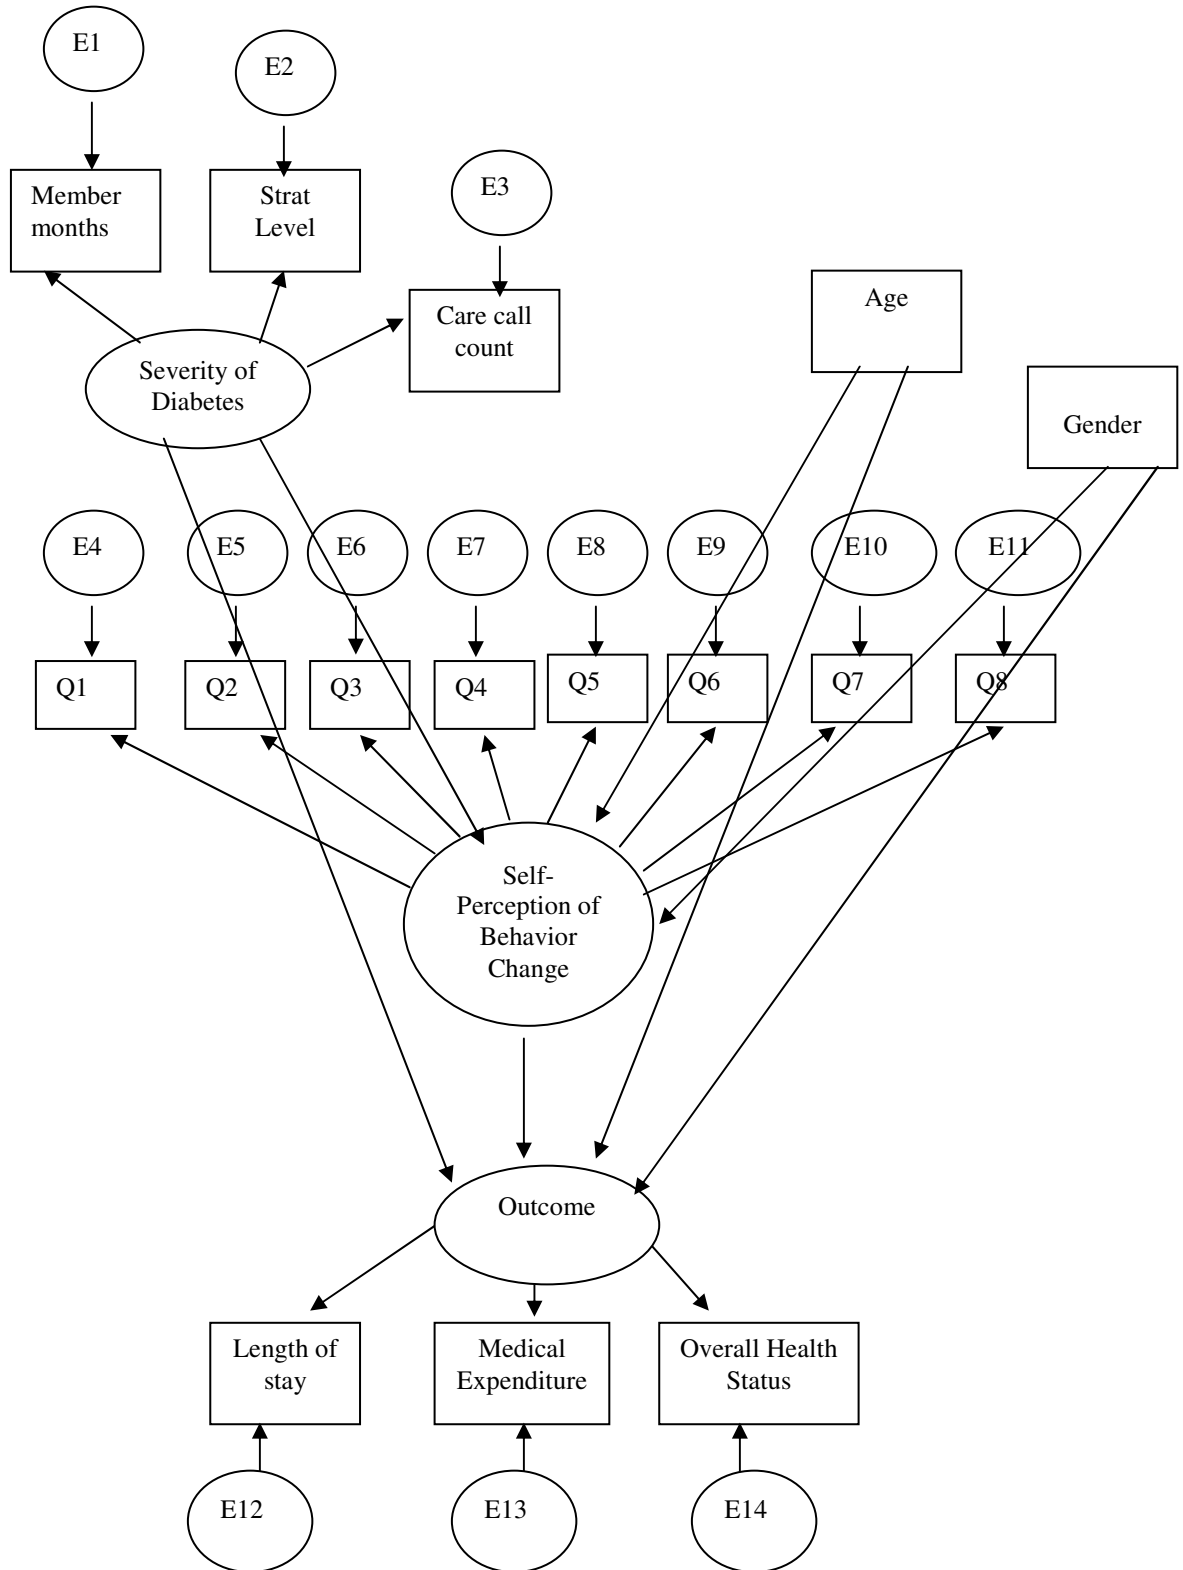 E1
E2
E3
Member
months
Strat
Level
Care call
count
Age
Severity of
Diabetes
Gender
E4
E5
E6
E7
E8
E9
E10
E11
Q1
Q2
Q3
Q4
Q5
Q6
Q7
Q8
Self-
Perception of
Behavior
Change
Outcome
Length of
stay
Medical
Expenditure
Overall Health
Status
E12
E13
E14